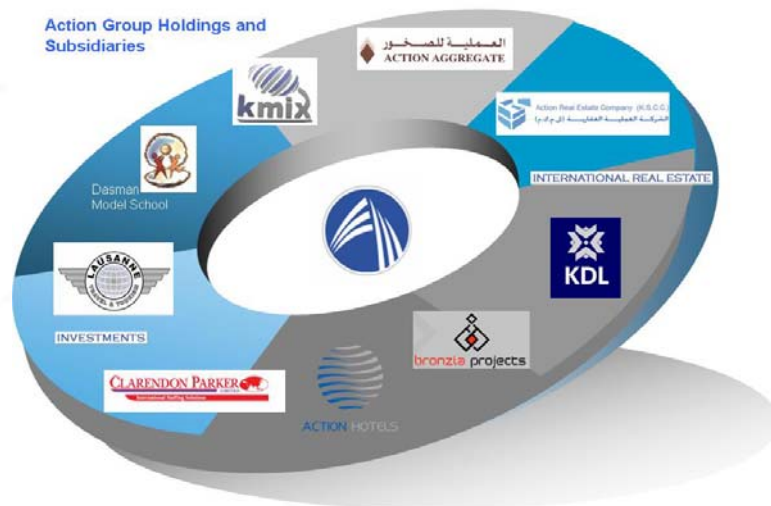 Action Group Holdings and
Subsidiaries
العملية للصخور
ACTION AGGREGATE
kmix
Action Real Estate Company (K.S.C.C.)
الشركة العملية العقارية (ش.م.ك.م)
INTERNATIONAL REAL ESTATE
Dasman
Model School
KDL
LAUSANNE
TRAVEL & TOURISM
INVESTMENTS
bronzia projects
CLARENDON PARKER
International Staffing Solutions
ACTION HOTELS